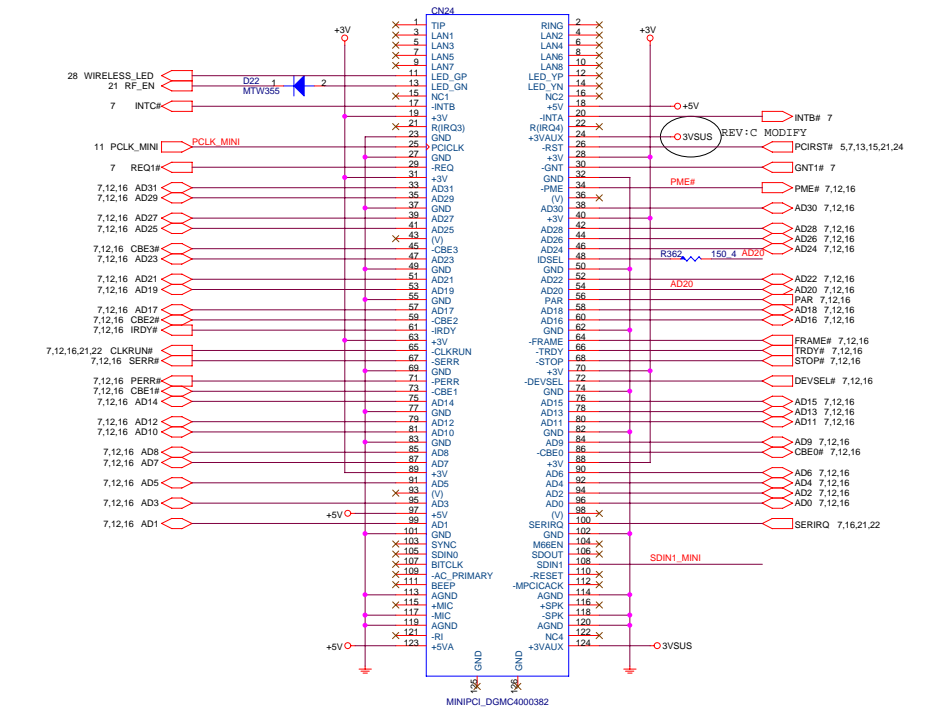 CN24
+3V
+3V
1 TIP RING 2
3 LAN1 LAN2 4
5 LAN3 LAN4 6
7 LAN5 LAN6 8
9 LAN7 LAN8 10
28 WIRELESS_LED 11 LED_GP LED_YP 12
21 RF_EN D22 1 2 MTW355 13 LED_GN LED_YN 14
15 NC1 NC2 16
7 INTC# 17 -INTB +5V 18 +5V
19 +3V -INTA 20 INTB# 7
21 R(IRQ3) R(IRQ4) 22
23 GND +3VAUX 24 3VSUS REV:C MODIFY
11 PCLK_MINI PCLK_MINI 25 PCICLK -RST 26 PCIRST# 5,7,13,15,21,24
27 GND +3V 28
7 REQ1# 29 -REQ -GNT 30 GNT1# 7
31 +3V GND 32
7,12,16 AD31 33 AD31 -PME 34 PME# PME# 7,12,16
7,12,16 AD29 35 AD29 (V) 36
37 GND AD30 38 AD30 7,12,16
7,12,16 AD27 39 AD27 +3V 40
7,12,16 AD25 41 AD25 AD28 42 AD28 7,12,16
43 (V) AD26 44 AD26 7,12,16
7,12,16 CBE3# 45 -CBE3 AD24 46 AD24 7,12,16
7,12,16 AD23 47 AD23 IDSEL 48 R362 150_4 AD20
49 GND GND 50
7,12,16 AD21 51 AD21 AD22 52 AD22 7,12,16
7,12,16 AD19 53 AD19 AD20 54 AD20 AD20 7,12,16
55 GND PAR 56 PAR 7,12,16
7,12,16 AD17 57 AD17 AD18 58 AD18 7,12,16
7,12,16 CBE2# 59 -CBE2 AD16 60 AD16 7,12,16
7,12,16 IRDY# 61 -IRDY GND 62
63 +3V -FRAME 64 FRAME# 7,12,16
7,12,16,21,22 CLKRUN# 65 -CLKRUN -TRDY 66 TRDY# 7,12,16
7,12,16 SERR# 67 -SERR -STOP 68 STOP# 7,12,16
69 GND +3V 70
7,12,16 PERR# 71 -PERR -DEVSEL 72 DEVSEL# 7,12,16
7,12,16 CBE1# 73 -CBE1 GND 74
7,12,16 AD14 75 AD14 AD15 76 AD15 7,12,16
77 GND AD13 78 AD13 7,12,16
7,12,16 AD12 79 AD12 AD11 80 AD11 7,12,16
7,12,16 AD10 81 AD10 GND 82
83 GND AD9 84 AD9 7,12,16
7,12,16 AD8 85 AD8 -CBE0 86 CBE0# 7,12,16
7,12,16 AD7 87 AD7 +3V 88
89 +3V AD6 90 AD6 7,12,16
7,12,16 AD5 91 AD5 AD4 92 AD4 7,12,16
93 (V) AD2 94 AD2 7,12,16
7,12,16 AD3 95 AD3 AD0 96 AD0 7,12,16
+5V 97 +5V (V) 98
7,12,16 AD1 99 AD1 SERIRQ 100 SERIRQ 7,16,21,22
101 GND GND 102
103 SYNC M66EN 104
105 SDIN0 SDOUT 106
107 BITCLK SDIN1 108 SDIN1_MINI
109 -AC_PRIMARY -RESET 110
111 BEEP -MPCICACK 112
113 AGND AGND 114
115 +MIC +SPK 116
117 -MIC -SPK 118
119 AGND AGND 120
121 -RI NC4 122
+5V 123 +5VA +3VAUX 124 3VSUS
GND GND
125 126
MINIPCI_DGMC4000382